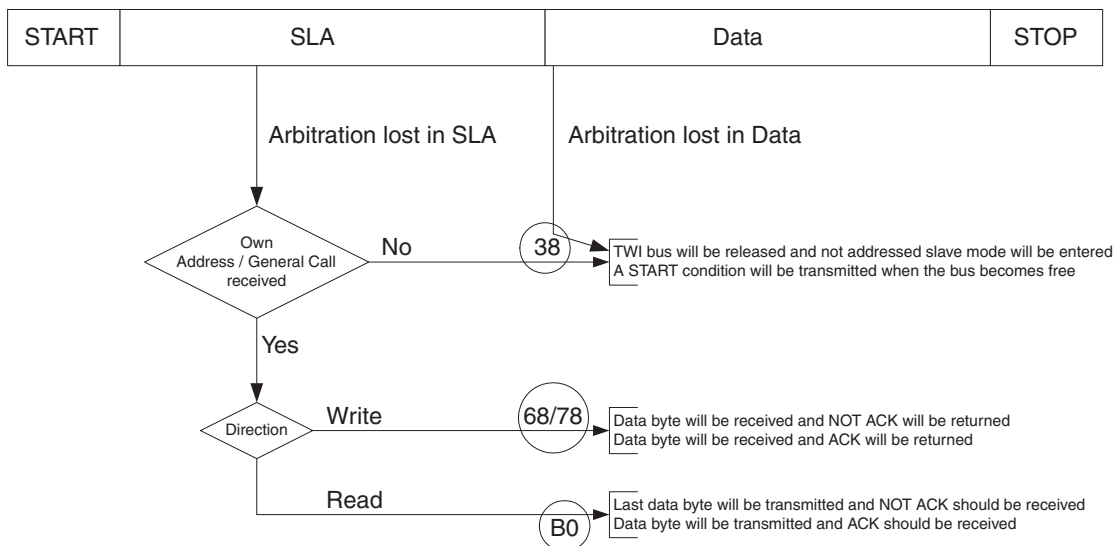 START SLA Data STOP
Arbitration lost in SLA Arbitration lost in Data
Own
Address / General Call
received
No
38
TWI bus will be released and not addressed slave mode will be entered
A START condition will be transmitted when the bus becomes free
Yes
Direction
Write
68/78
Data byte will be received and NOT ACK will be returned
Data byte will be received and ACK will be returned
Read
B0
Last data byte will be transmitted and NOT ACK should be received
Data byte will be transmitted and ACK should be received